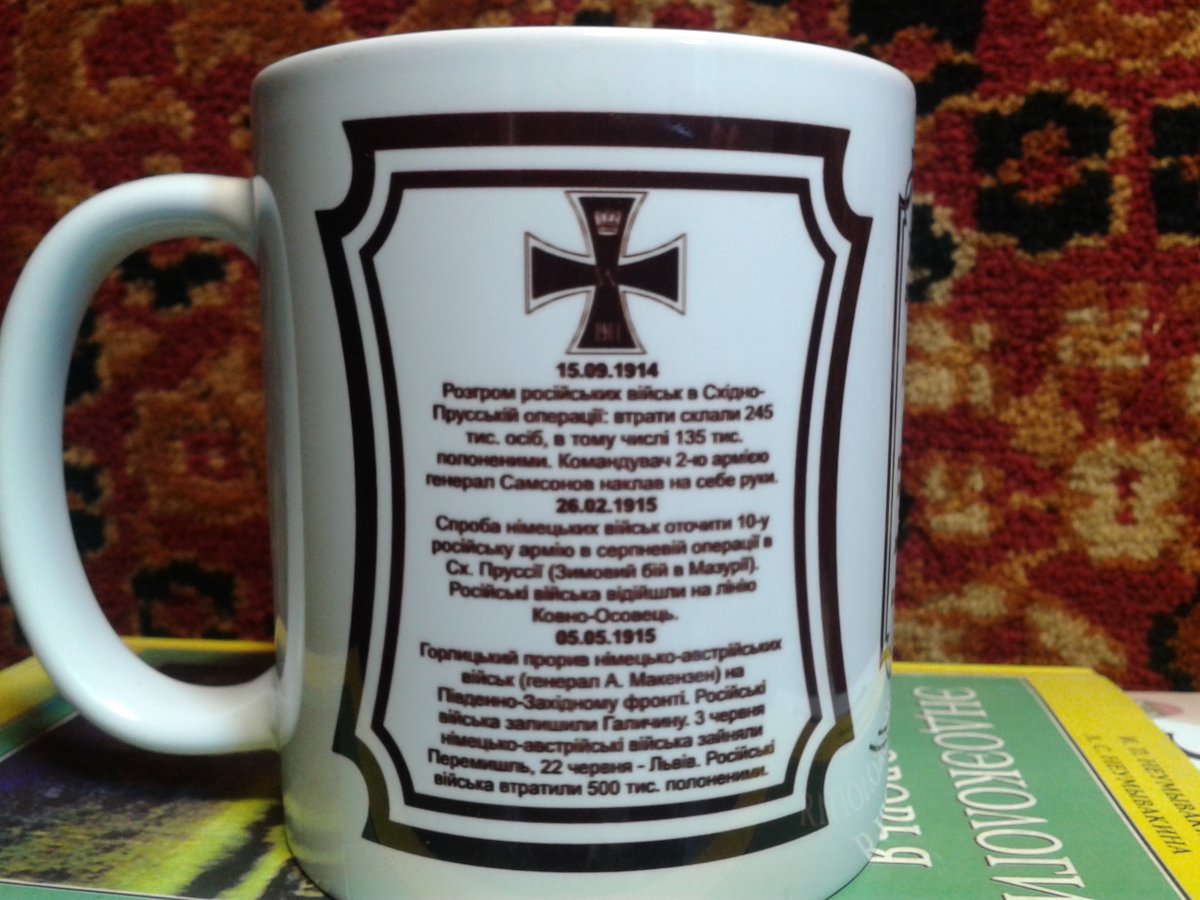 1914
15.09.1914
Розгром російських військ в Східно-
Прусській операції: втрати склали 245
тис. осіб, в тому числі 135 тис.
полоненими. Командувач 2-ю армією
генерал Самсонов наклав на себе руки.
26.02.1915
Спроба німецьких військ оточити 10-у
російську армію в серпневій операції в
Сх. Пруссії (Зимовий бій в Мазурії).
Російські війська відійшли на лінію
Ковно-Осовець.
05.05.1915
Горлицький прорив німецько-австрійських
військ (генерал А. Макензен) на
Південно-Західному фронті. Російські
війська залишили Галичину. 3 червня
німецько-австрійські війська зайняли
Перемишль, 22 червня - Львів. Російські
війська втратили 500 тис. полоненими.
И. П. НЕУМЫВАКИН
А. С. НЕУМЫВАКИНА